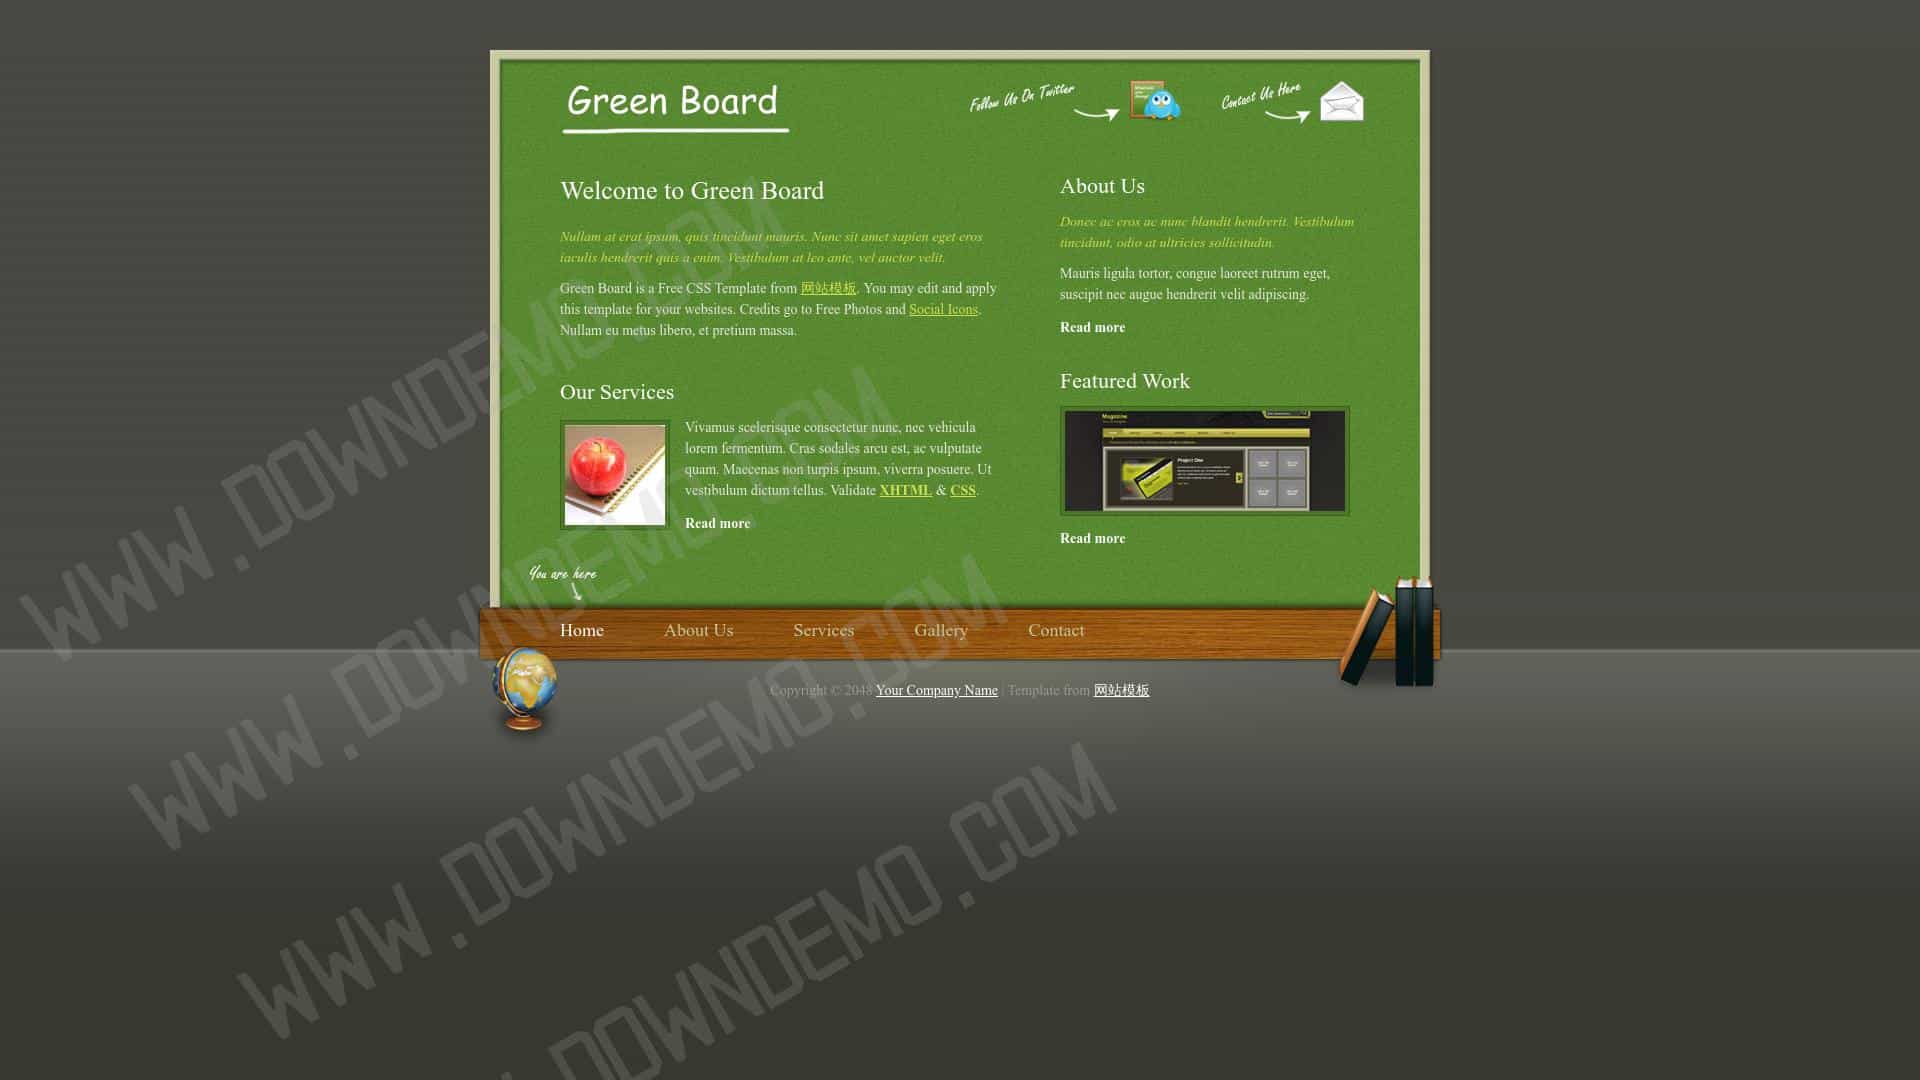 Green Board
Follow Us On Twitter
Contact Us Here
Welcome to Green Board
Nullam at erat ipsum, quis tincidunt mauris. Nunc sit amet sapien eget eros
iaculis hendrerit quis a enim. Vestibulum at leo ante, vel auctor velit.
Green Board is a Free CSS Template from 网站模板. You may edit and apply
this template for your websites. Credits go to Free Photos and Social Icons.
Nullam eu metus libero, et pretium massa.
Our Services
Vivamus scelerisque consectetur nunc, nec vehicula
lorem fermentum. Cras sodales arcu est, ac vulputate
quam. Maecenas non turpis ipsum, viverra posuere. Ut
vestibulum dictum tellus. Validate XHTML & CSS.
Read more
About Us
Donec ac eros ac nunc blandit hendrerit. Vestibulum
tincidunt, odio at ultricies sollicitudin.
Mauris ligula tortor, congue laoreet rutrum eget,
suscipit nec augue hendrerit velit adipiscing.
Read more
Featured Work
Magazine
Project One
Read more
You are here
Home About Us Services Gallery Contact
Copyright © 2048 Your Company Name | Template from 网站模板
WWW.DOWNDEMO.COM
WWW.DOWNDEMO.COM
WWW.DOWNDEMO.COM
DOWNDEMO.COM